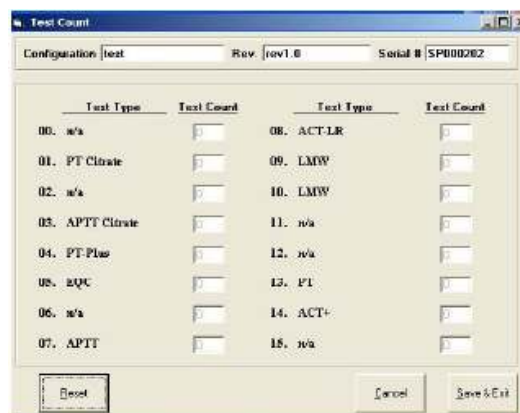 Test Count
Configuration test Rev. rev1.0 Serial # SP000202
Test Type Test Count Test Type Test Count
00. n/a 0 08. ACT-LR 0
01. PT Citrate 0 09. LMW 0
02. n/a 0 10. LMW 0
03. APTT Citrate 0 11. n/a 0
04. PT-Plus 0 12. n/a 0
05. EQC 0 13. PT 0
06. n/a 0 14. ACT+ 0
07. APTT 0 15. n/a 0
Reset Cancel Save & Exit